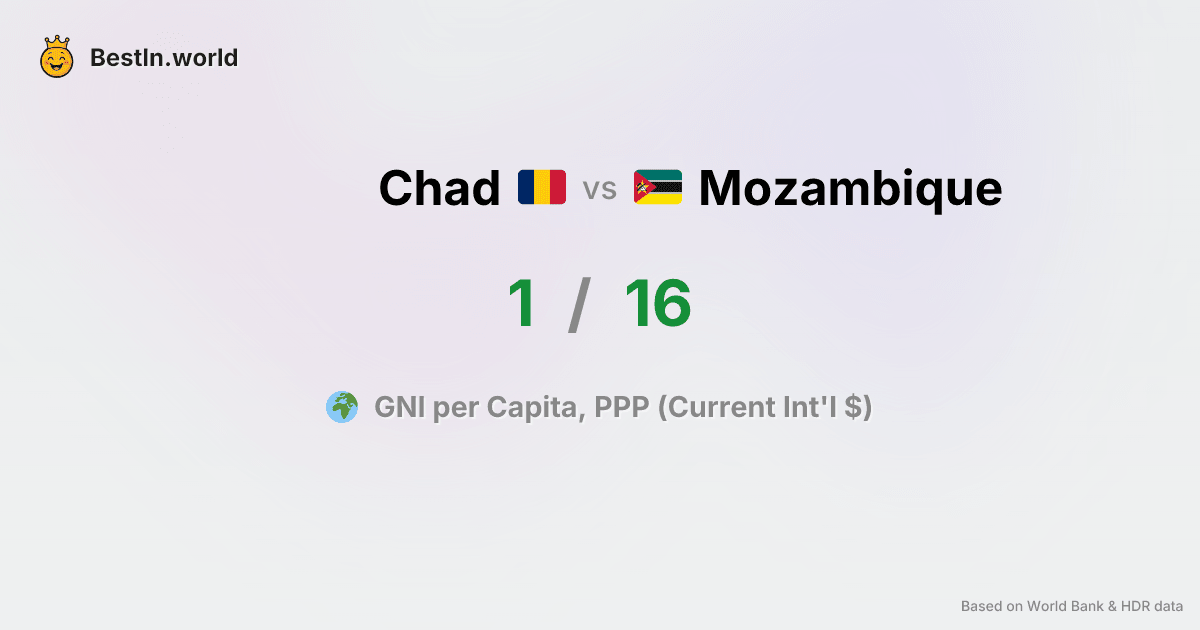 BestIn.world
Chad vs Mozambique
1 / 16
GNI per Capita, PPP (Current Int'l $)
Based on World Bank & HDR data